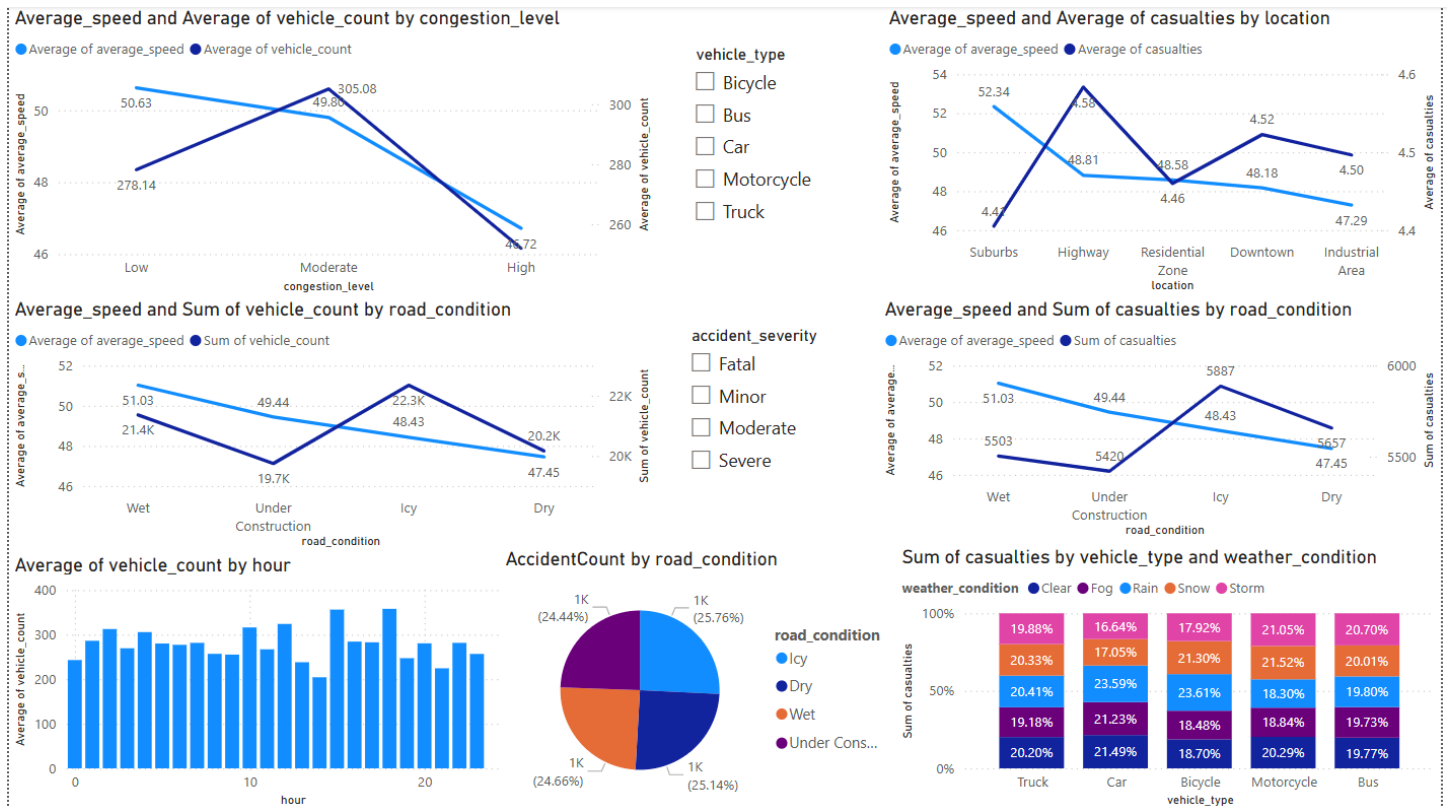 Average_speed and Average of vehicle_count by congestion_level
Average of average_speed Average of vehicle_count
Average of average_speed
50
48
46
50.63
49.80
46.72
278.14
305.08
300
280
260
Average of vehicle_count
Low Moderate High
congestion_level
vehicle_type
Bicycle
Bus
Car
Motorcycle
Truck
Average_speed and Average of casualties by location
Average of average_speed Average of casualties
Average of average_speed
54
52
50
48
46
52.34
48.81
48.58
48.18
47.29
4.58
4.46
4.52
4.50
4.6
4.5
4.4
Average of casualties
Suburbs Highway Residential Zone Downtown Industrial Area
location
Average_speed and Sum of vehicle_count by road_condition
Average of average_speed Sum of vehicle_count
Average of average_s...
52
50
48
46
51.03
49.44
48.43
47.45
21.4K
19.7K
22.3K
20.2K
22K
20K
Sum of vehicle_count
Wet Under Construction Icy Dry
road_condition
accident_severity
Fatal
Minor
Moderate
Severe
Average_speed and Sum of casualties by road_condition
Average of average_speed Sum of casualties
Average of average...
52
50
48
46
51.03
49.44
48.43
47.45
5503
5420
5887
5657
6000
5500
Sum of casualties
Wet Under Construction Icy Dry
road_condition
Average of vehicle_count by hour
Average of vehicle_count
400
300
200
100
0
0 10 20
hour
AccidentCount by road_condition
1K
(24.44%)
1K
(25.76%)
1K
(24.66%)
1K
(25.14%)
road_condition
Icy
Dry
Wet
Under Cons...
Sum of casualties by vehicle_type and weather_condition
weather_condition Clear Fog Rain Snow Storm
Sum of casualties
100%
50%
0%
19.88% 16.64% 17.92% 21.05% 20.70%
20.33% 17.05% 21.30% 21.52% 20.01%
20.41% 23.59% 23.61% 18.30% 19.80%
19.18% 21.23% 18.48% 18.84% 19.73%
20.20% 21.49% 18.70% 20.29% 19.77%
Truck Car Bicycle Motorcycle Bus
vehicle_type